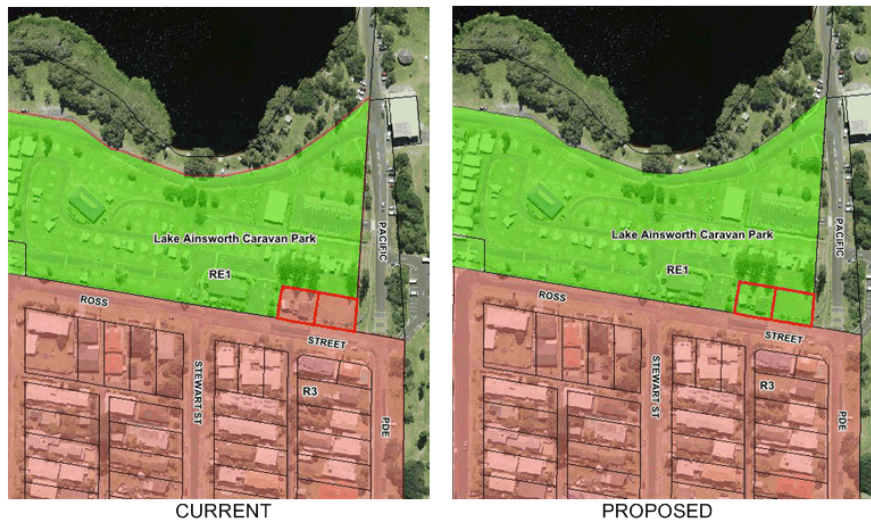 PACIFIC
Lake Ainsworth Caravan Park
RE1
ROSS
STREET
STEWART ST
R3
PDE
CURRENT
PACIFIC
Lake Ainsworth Caravan Park
RE1
ROSS
STREET
STEWART ST
R3
PDE
PROPOSED